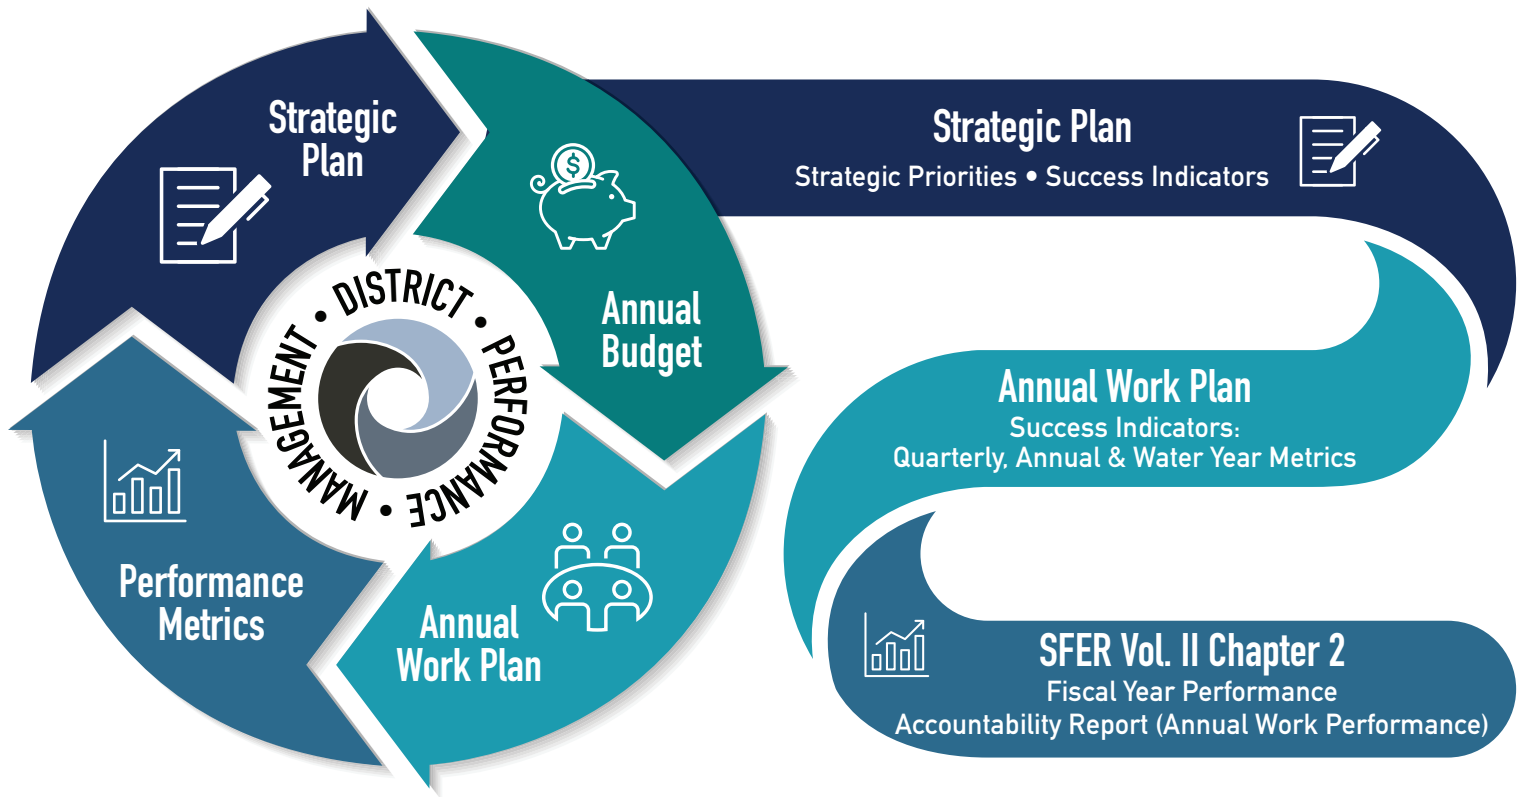 Strategic
Plan
Annual
Budget
Annual
Work Plan
Performance
Metrics
DISTRICT • PERFORMANCE • MANAGEMENT •
$
Strategic Plan
Strategic Priorities • Success Indicators
Annual Work Plan
Success Indicators:
Quarterly, Annual & Water Year Metrics
SFER Vol. II Chapter 2
Fiscal Year Performance
Accountability Report (Annual Work Performance)